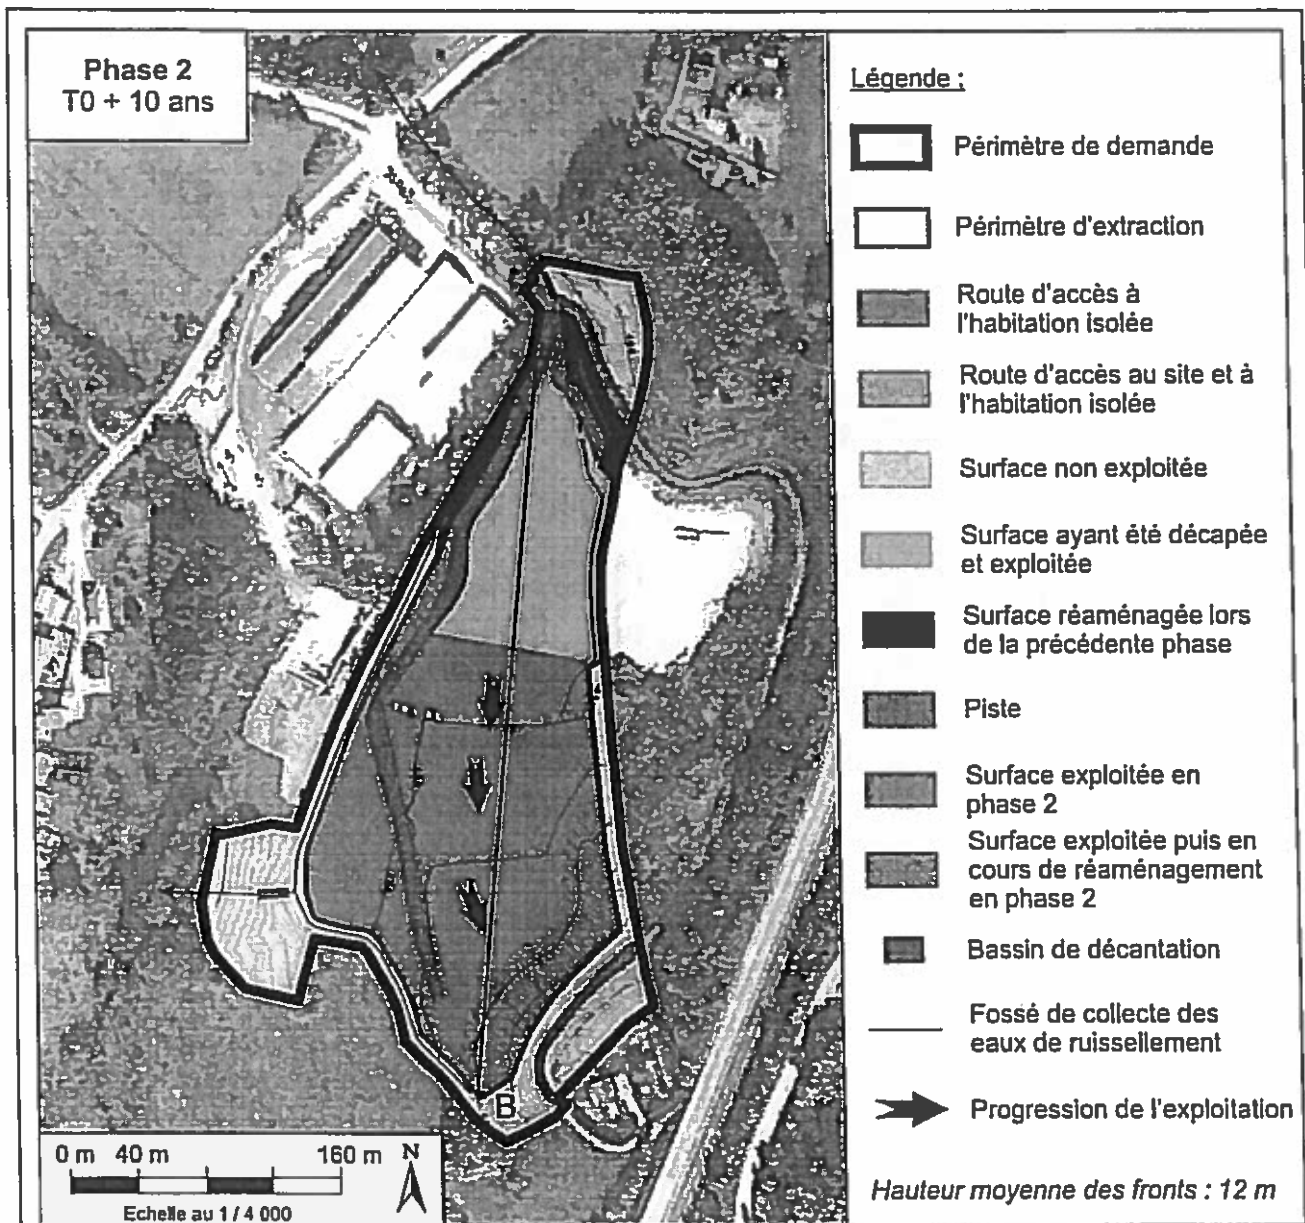 Phase 2
T0 + 10 ans
Légende :
Périmètre de demande
Périmètre d'extraction
Route d'accès à
l'habitation isolée
Route d'accès au site et à
l'habitation isolée
Surface non exploitée
Surface ayant été décapée
et exploitée
Surface réaménagée lors
de la précédente phase
Piste
Surface exploitée en
phase 2
Surface exploitée puis en
cours de réaménagement
en phase 2
Bassin de décantation
Fossé de collecte des
eaux de ruissellement
Progression de l'exploitation
Hauteur moyenne des fronts : 12 m
B
0 m 40 m 160 m N
Echelle au 1 / 4 000